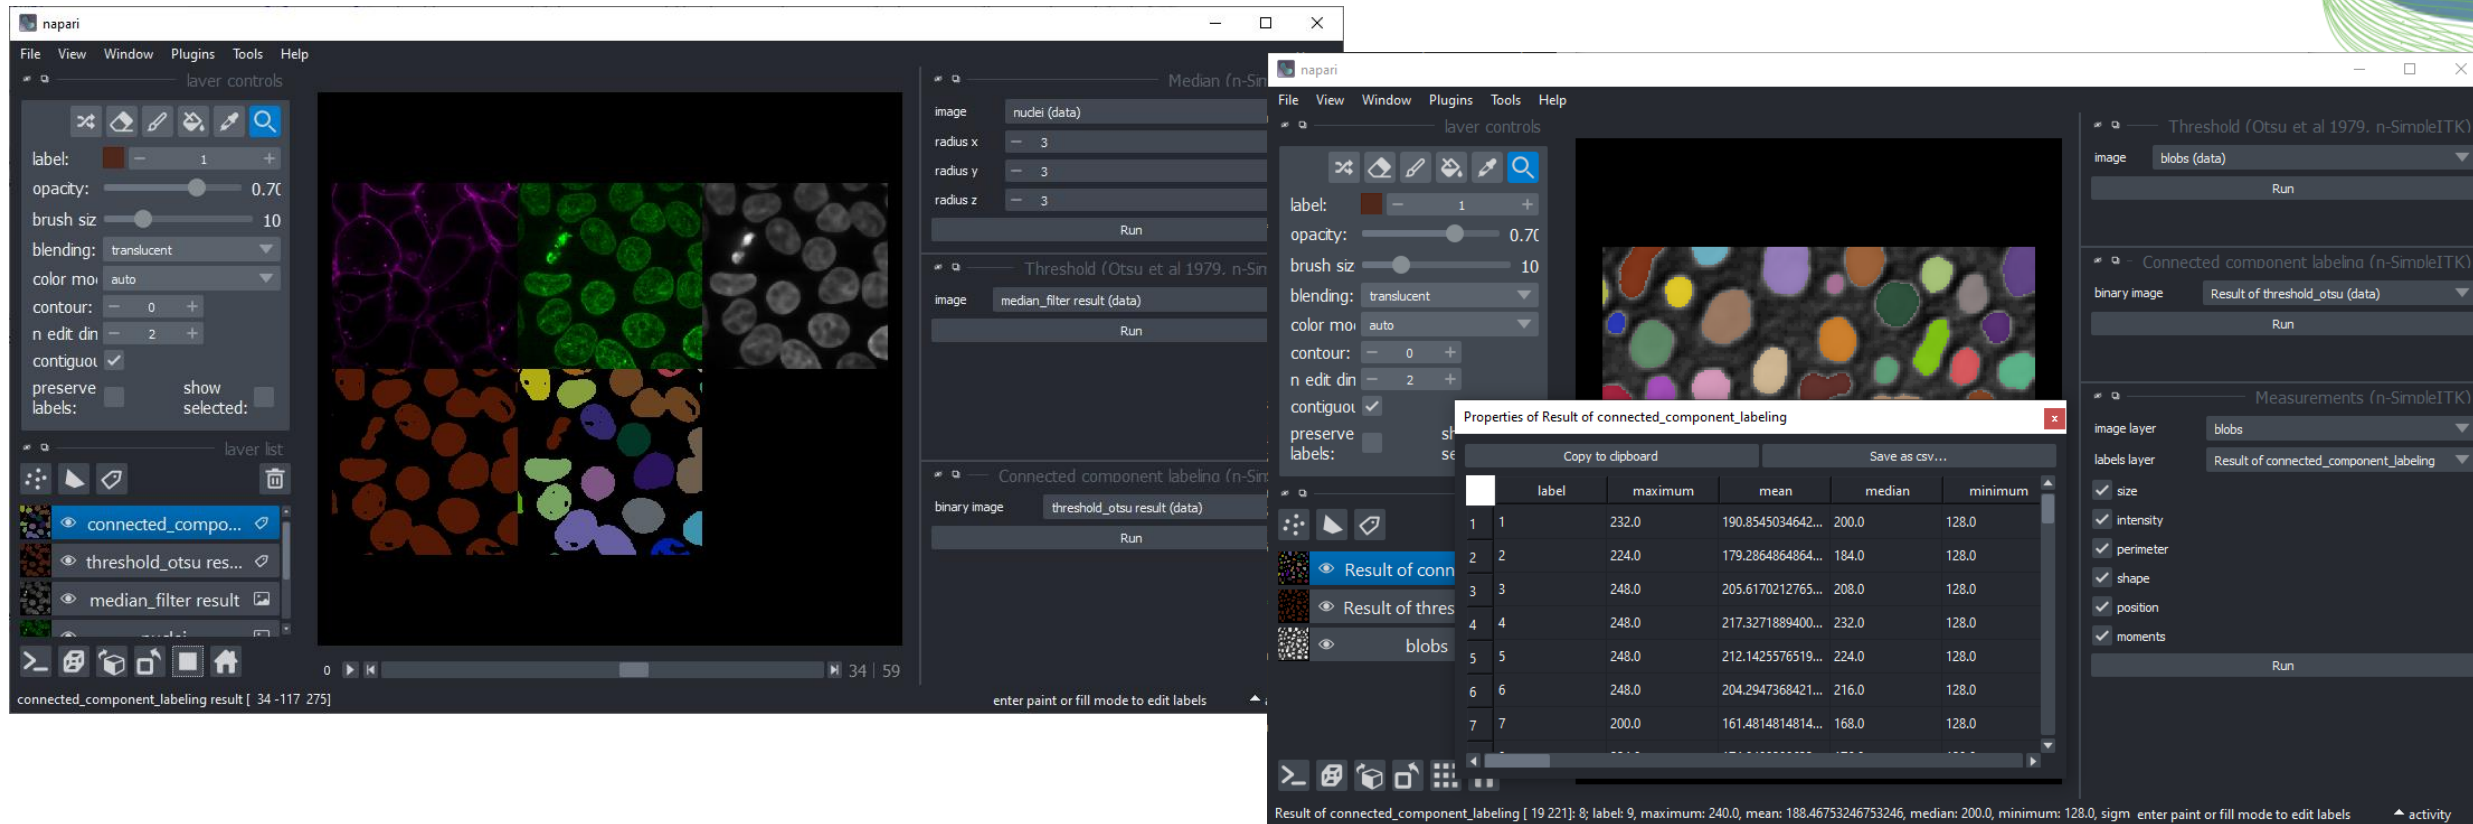 napari
File View Window Plugins Tools Help
layer controls
label: 1
opacity: 0.7(
brush siz 10
blending: translucent
color mo auto
contour: 0
n edit din 2
contiguou
preserve labels:
show selected:
layer list
connected_compo...
threshold_otsu res...
median_filter result
nuclei
connected_component_labeling result [ 34 -117 275]
0
34 | 59
enter paint or fill mode to edit labels
Median (n-Sim
image nuclei (data)
radius x 3
radius y 3
radius z 3
Run
Threshold (Otsu et al 1979, n-Sim
image median_filter result (data)
Run
Connected component labeling (n-Sim
binary image threshold_otsu result (data)
Run
napari
File View Window Plugins Tools Help
layer controls
label: 1
opacity: 0.7(
brush siz 10
blending: translucent
color mo auto
contour: 0
n edit din 2
contiguou
preserve labels:
sh
se
Result of conn
Result of thres
blobs
Properties of Result of connected_component_labeling
x
Copy to clipboard Save as csv...
label maximum mean median minimum
1 1 232.0 190.8545034642... 200.0 128.0
2 2 224.0 179.2864864864... 184.0 128.0
3 3 248.0 205.6170212765... 208.0 128.0
4 4 248.0 217.3271889400... 232.0 128.0
5 5 248.0 212.1425576519... 224.0 128.0
6 6 248.0 204.2947368421... 216.0 128.0
7 7 200.0 161.4814814814... 168.0 128.0
Threshold (Otsu et al 1979, n-SimpleITK)
image blobs (data)
Run
Connected component labeling (n-SimpleITK)
binary image Result of threshold_otsu (data)
Run
Measurements (n-SimpleITK)
image layer blobs
labels layer Result of connected_component_labeling
size
intensity
perimeter
shape
position
moments
Run
Result of connected_component_labeling [ 19 221]: 8; label: 9, maximum: 240.0, mean: 188.46753246753246, median: 200.0, minimum: 128.0, sigm enter paint or fill mode to edit labels
activity